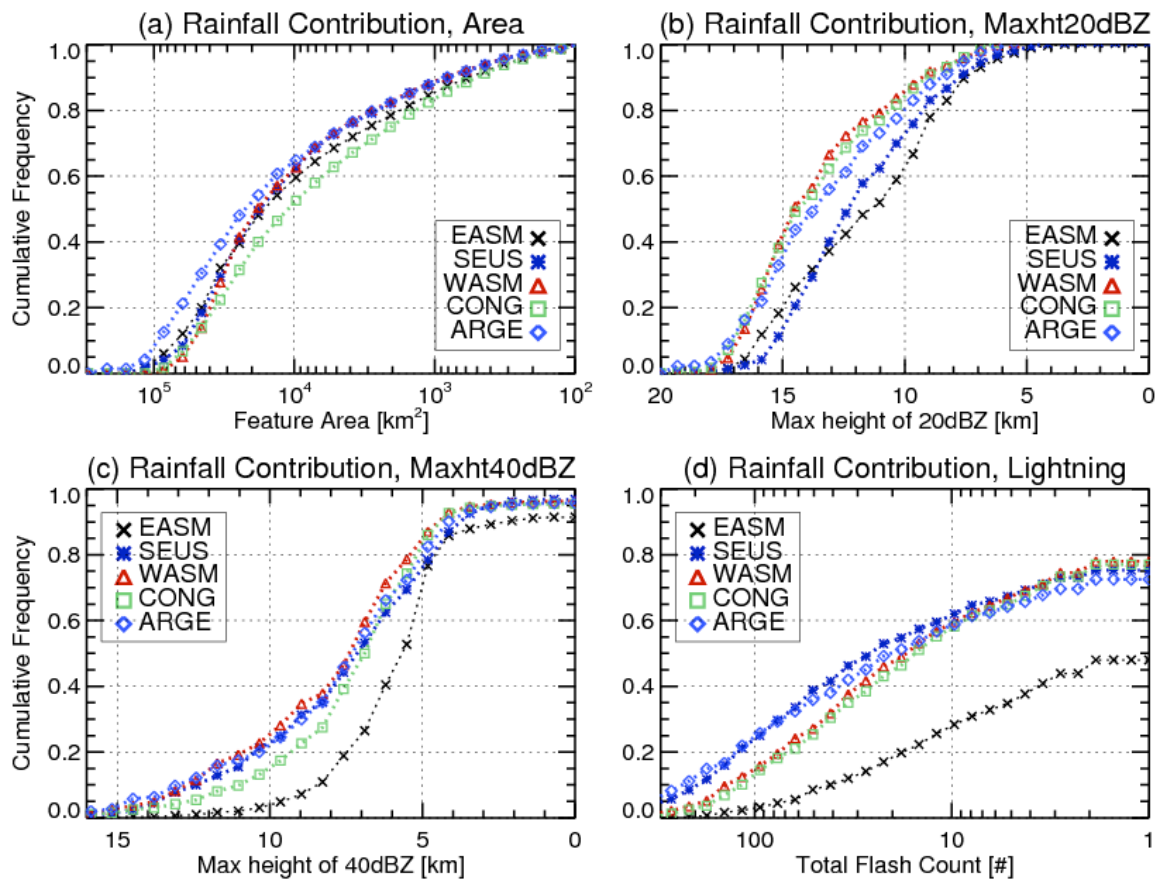 (a) Rainfall Contribution, Area
1.0
0.8
0.6
0.4
0.2
0.0
Cumulative Frequency
EASM
SEUS
WASM
CONG
ARGE
10⁵ 10⁴ 10³ 10²
Feature Area [km²]
(b) Rainfall Contribution, Maxht20dBZ
1.0
0.8
0.6
0.4
0.2
0.0
EASM
SEUS
WASM
CONG
ARGE
20 15 10 5 0
Max height of 20dBZ [km]
(c) Rainfall Contribution, Maxht40dBZ
1.0
0.8
0.6
0.4
0.2
0.0
Cumulative Frequency
EASM
SEUS
WASM
CONG
ARGE
15 10 5 0
Max height of 40dBZ [km]
(d) Rainfall Contribution, Lightning
1.0
0.8
0.6
0.4
0.2
0.0
EASM
SEUS
WASM
CONG
ARGE
100 10 1
Total Flash Count [#]